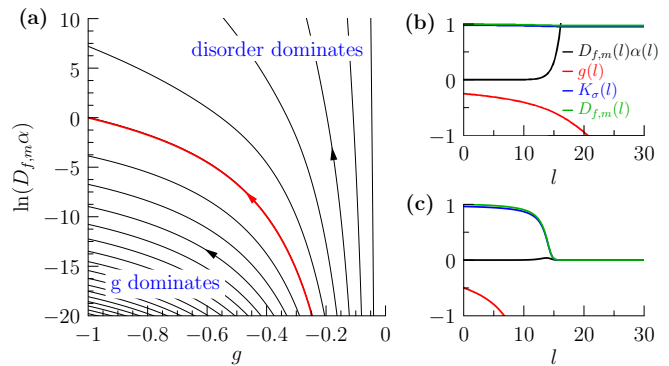 (a)
disorder dominates
g dominates
ln(D_{f,m}α)
10
5
0
−5
−10
−15
−20
−1
−0.8
−0.6
−0.4
−0.2
0
g
(b)
1
0
−1
D_{f,m}(l)α(l)
g(l)
K_σ(l)
D_{f,m}(l)
0
10
20
30
l
(c)
1
0
−1
0
10
20
30
l